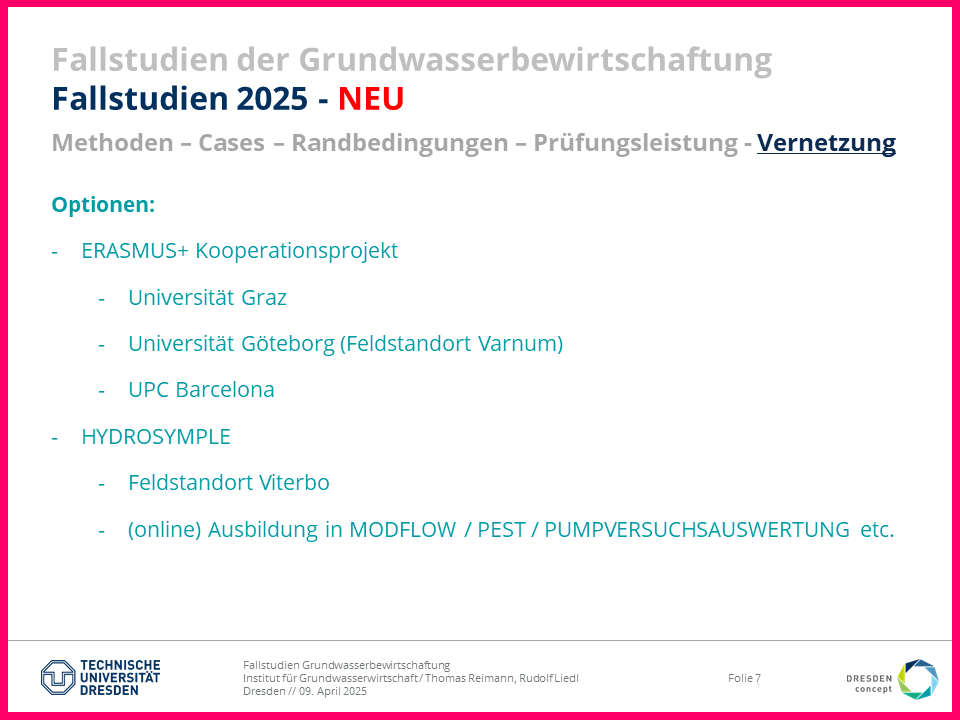 Fallstudien der Grundwasserbewirtschaftung
Fallstudien 2025 - NEU
Methoden – Cases – Randbedingungen – Prüfungsleistung - Vernetzung
Optionen:
- ERASMUS+ Kooperationsprojekt
- Universität Graz
- Universität Göteborg (Feldstandort Varnum)
- UPC Barcelona
- HYDROSYMPLE
- Feldstandort Viterbo
- (online) Ausbildung in MODFLOW / PEST / PUMPVERSUCHSAUSWERTUNG etc.
TECHNISCHE
UNIVERSITÄT
DRESDEN
Fallstudien Grundwasserbewirtschaftung
Institut für Grundwasserwirtschaft / Thomas Reimann, Rudolf Liedl
Dresden // 09. April 2025
Folie 7
DRESDEN
concept